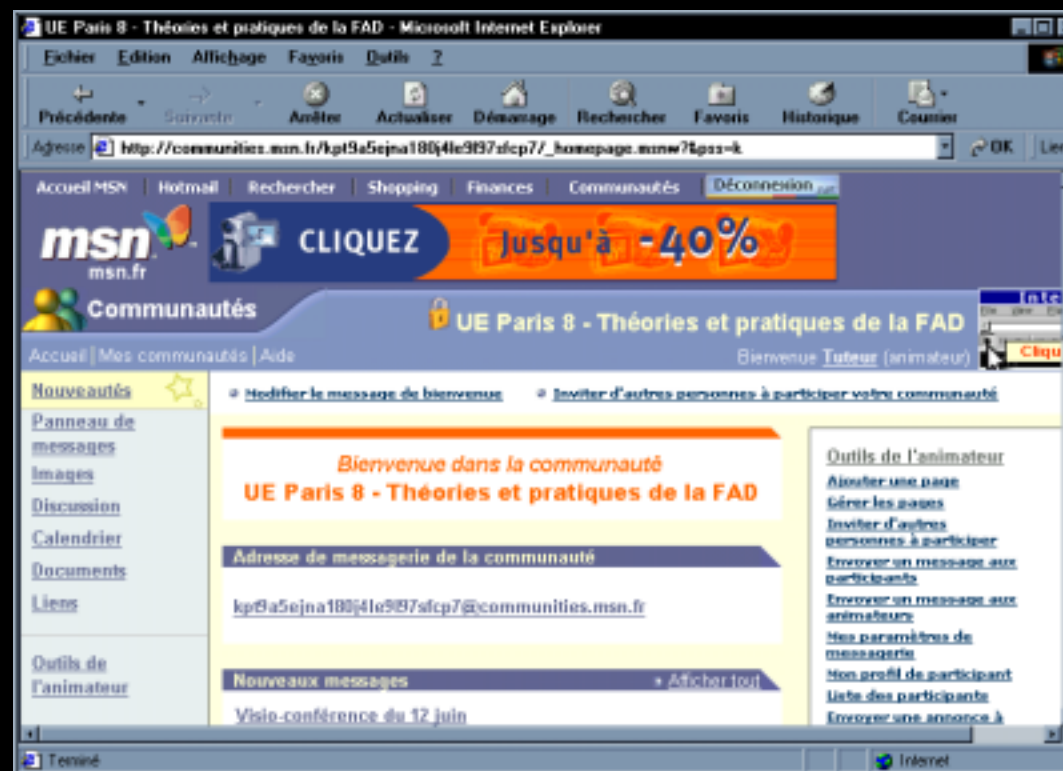 UE Paris 8 - Théories et pratiques de la FAD - Microsoft Internet Explorer
Fichier Edition Affichage Favoris Outils ?
Précédente Suivante Arrêter Actualiser Démarrage Rechercher Favoris Historique Courrier
Adresse http://communities.msn.fr/kpt9a5ejna180j4le9l97sfcp7/_homepage.msnw?&pss=k OK Lie
Accueil MSN Hotmail Rechercher Shopping Finances Communautés Déconnexion .net
msn
msn.fr
CLIQUEZ Jusqu'à -40%
Communautés
UE Paris 8 - Théories et pratiques de la FAD
Inte
Cliqu
Accueil | Mes communautés | Aide
Bienvenue Tuteur (animateur)
Nouveautés
Panneau de
messages
Images
Discussion
Calendrier
Documents
Liens
Outils de
l'animateur
Modifier le message de bienvenue Inviter d'autres personnes à participer votre communauté
Bienvenue dans la communauté
UE Paris 8 - Théories et pratiques de la FAD
Adresse de messagerie de la communauté
kpt9a5ejna180j4le9l97sfcp7@communities.msn.fr
Nouveaux messages Afficher tout
Visio-conférence du 12 juin
Outils de l'animateur
Ajouter une page
Gérer les pages
Inviter d'autres
personnes à participer
Envoyer un message aux
participants
Envoyer un message aux
animateurs
Mes paramètres de
messagerie
Mon profil de participant
Liste des participants
Envoyer une annonce à
Terminé
Internet